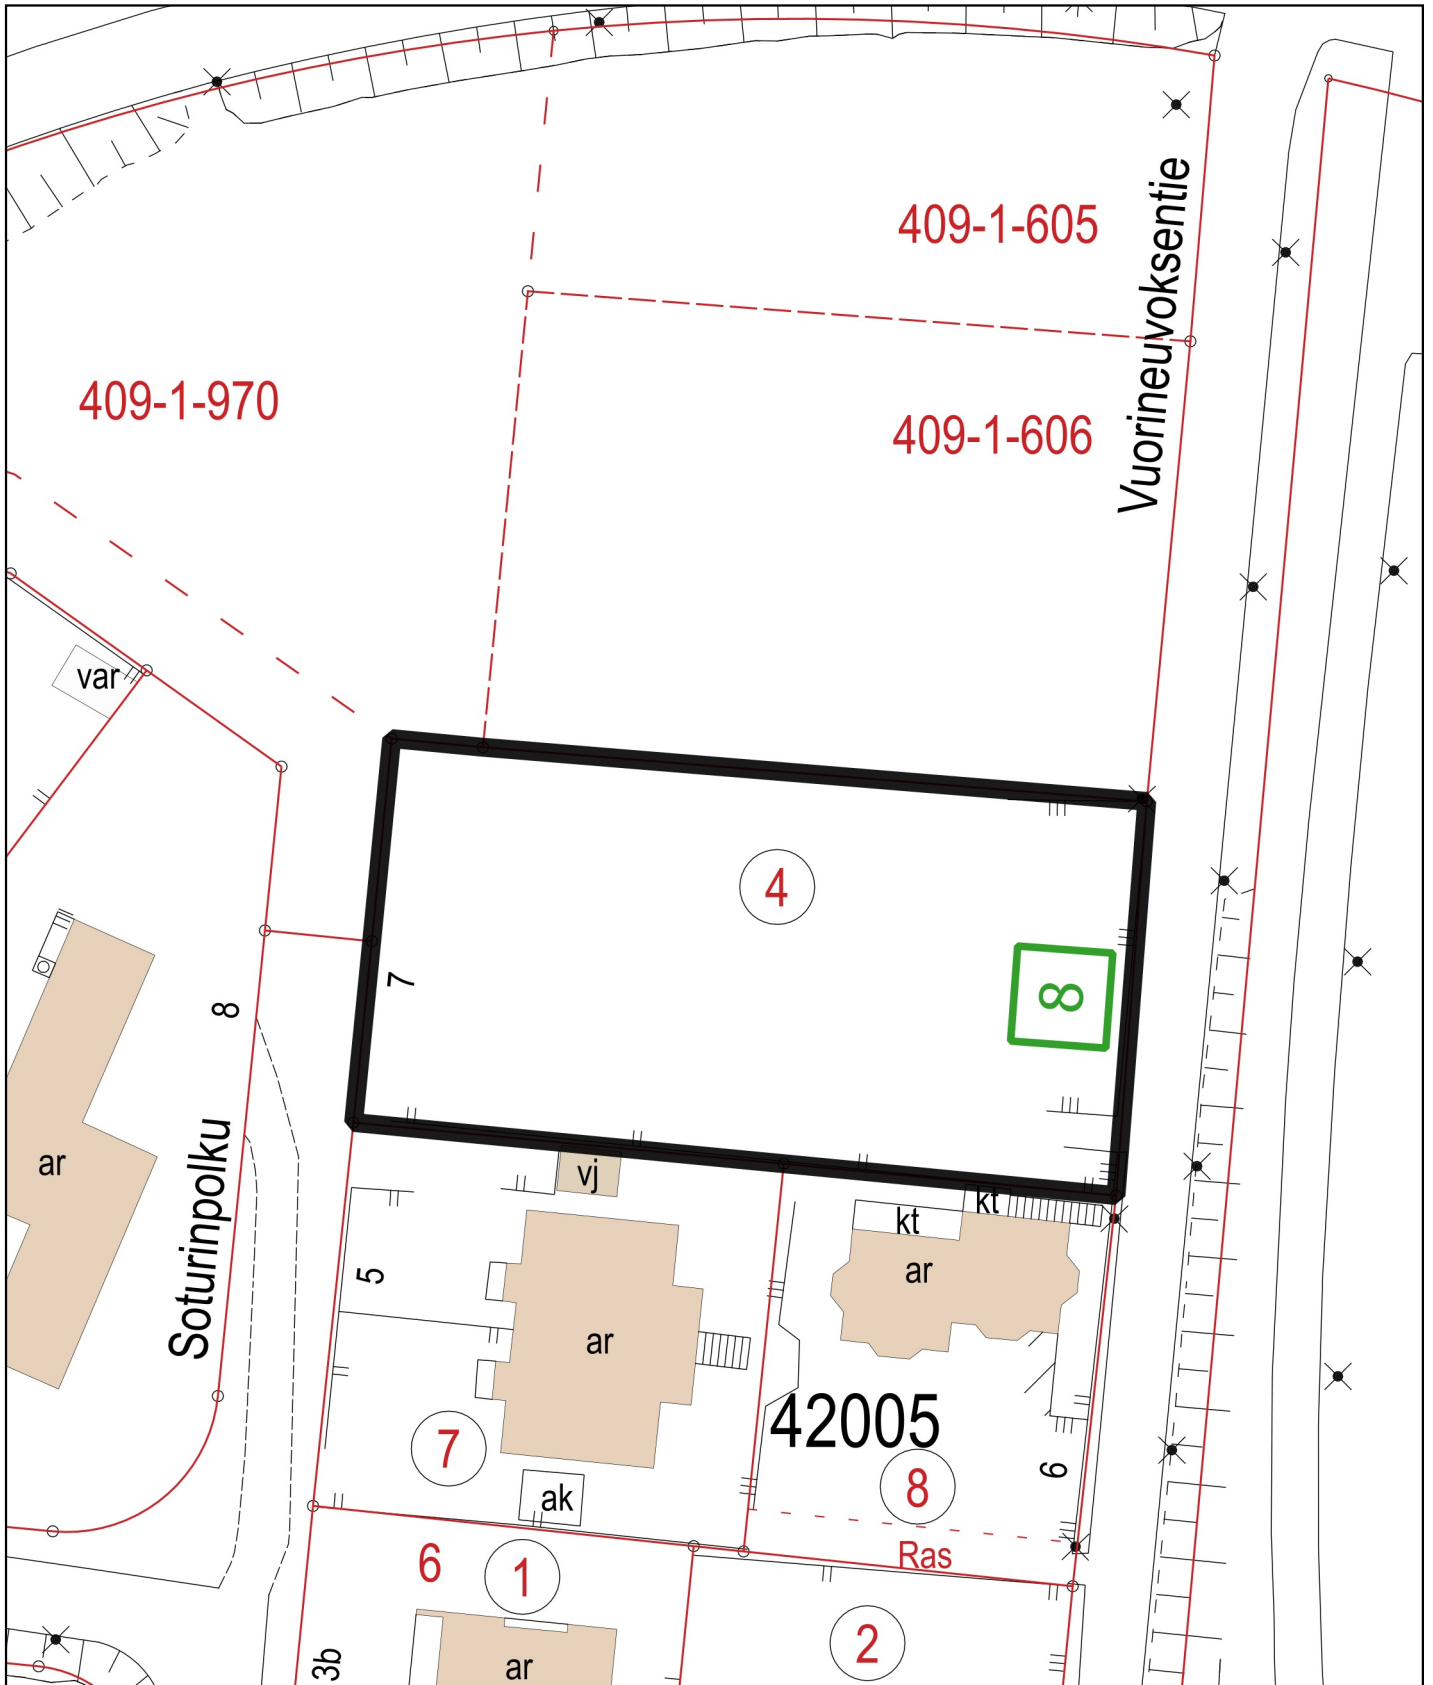 409-1-605
Vuorineuvoksentie
409-1-970
409-1-606
var
4
7
8
8
ar
Soturinpolku
vj
kt
kt
ar
5
ar
42005
7
8
6
ak
Ras
6
1
2
3b
ar